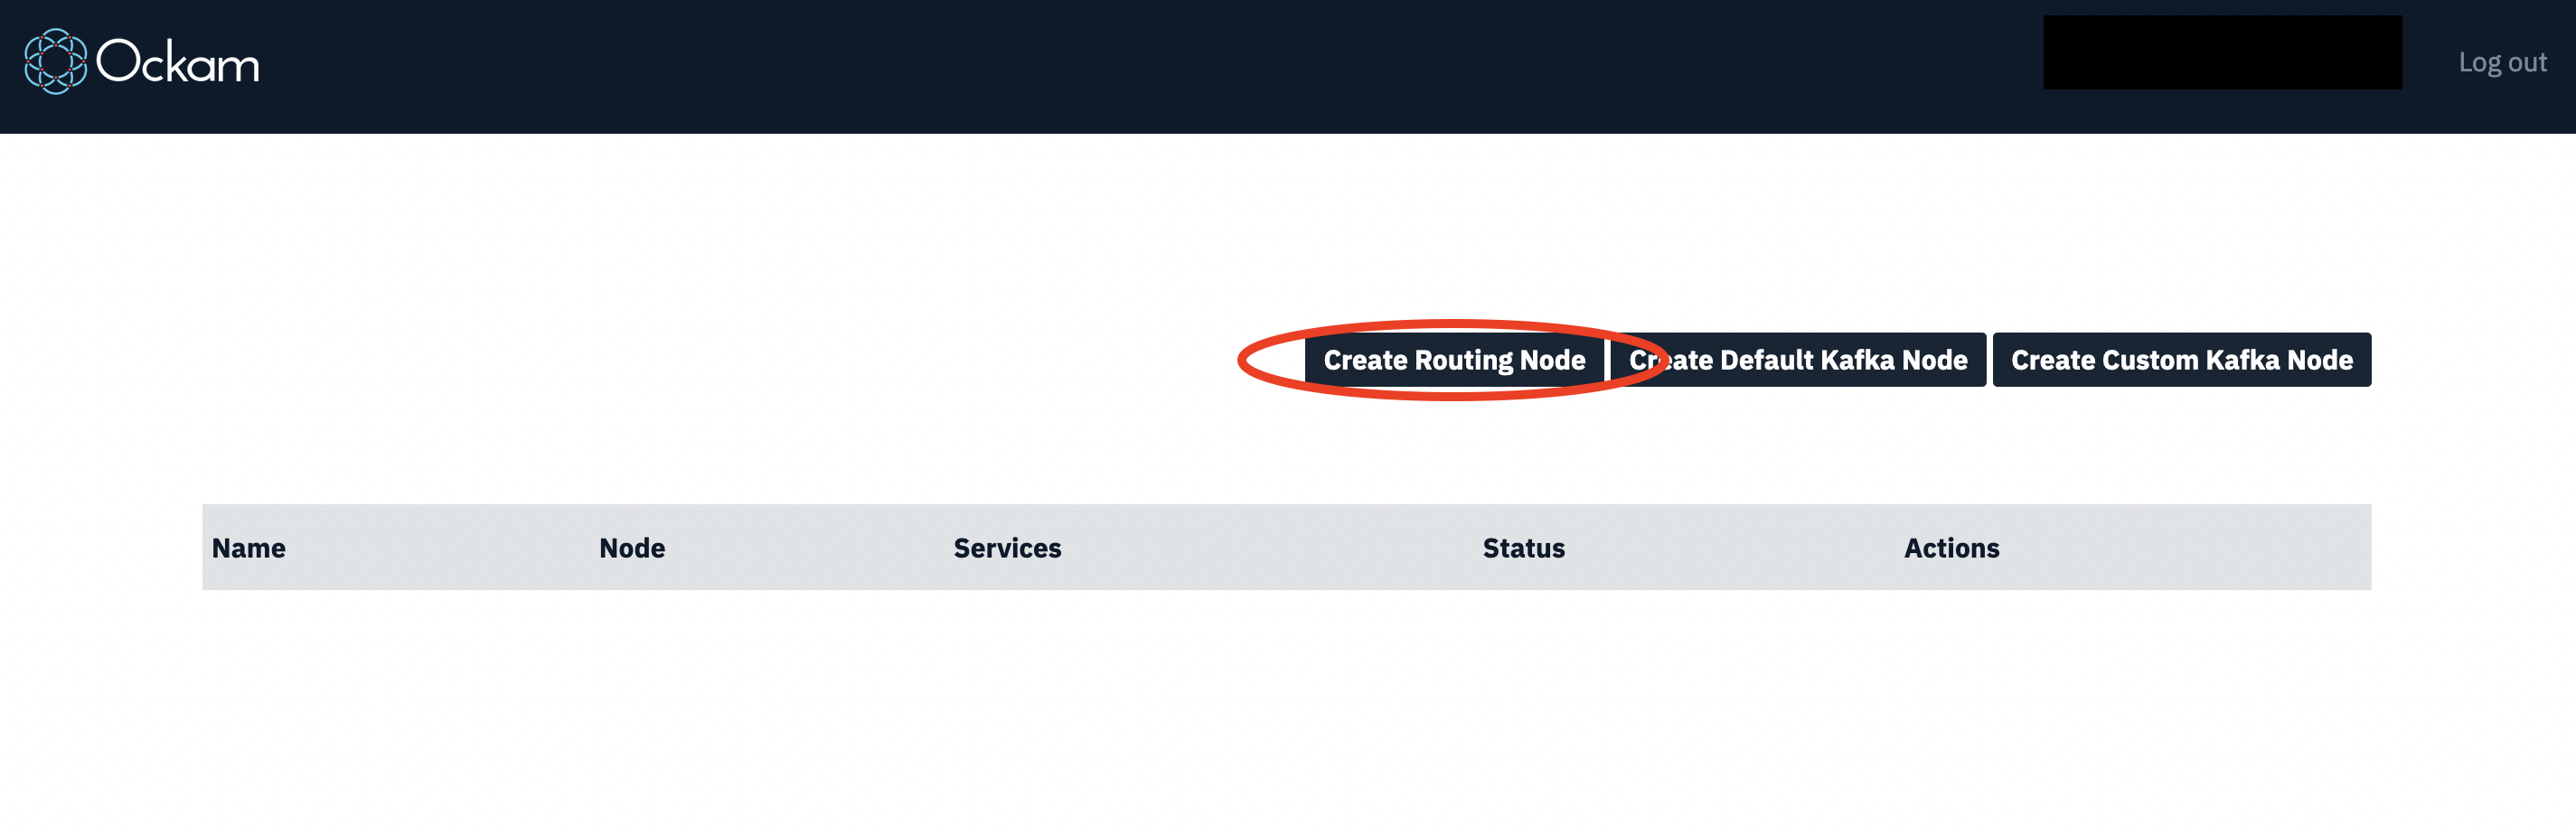 Ockam
Log out
Create Routing Node Create Default Kafka Node Create Custom Kafka Node
Name Node Services Status Actions